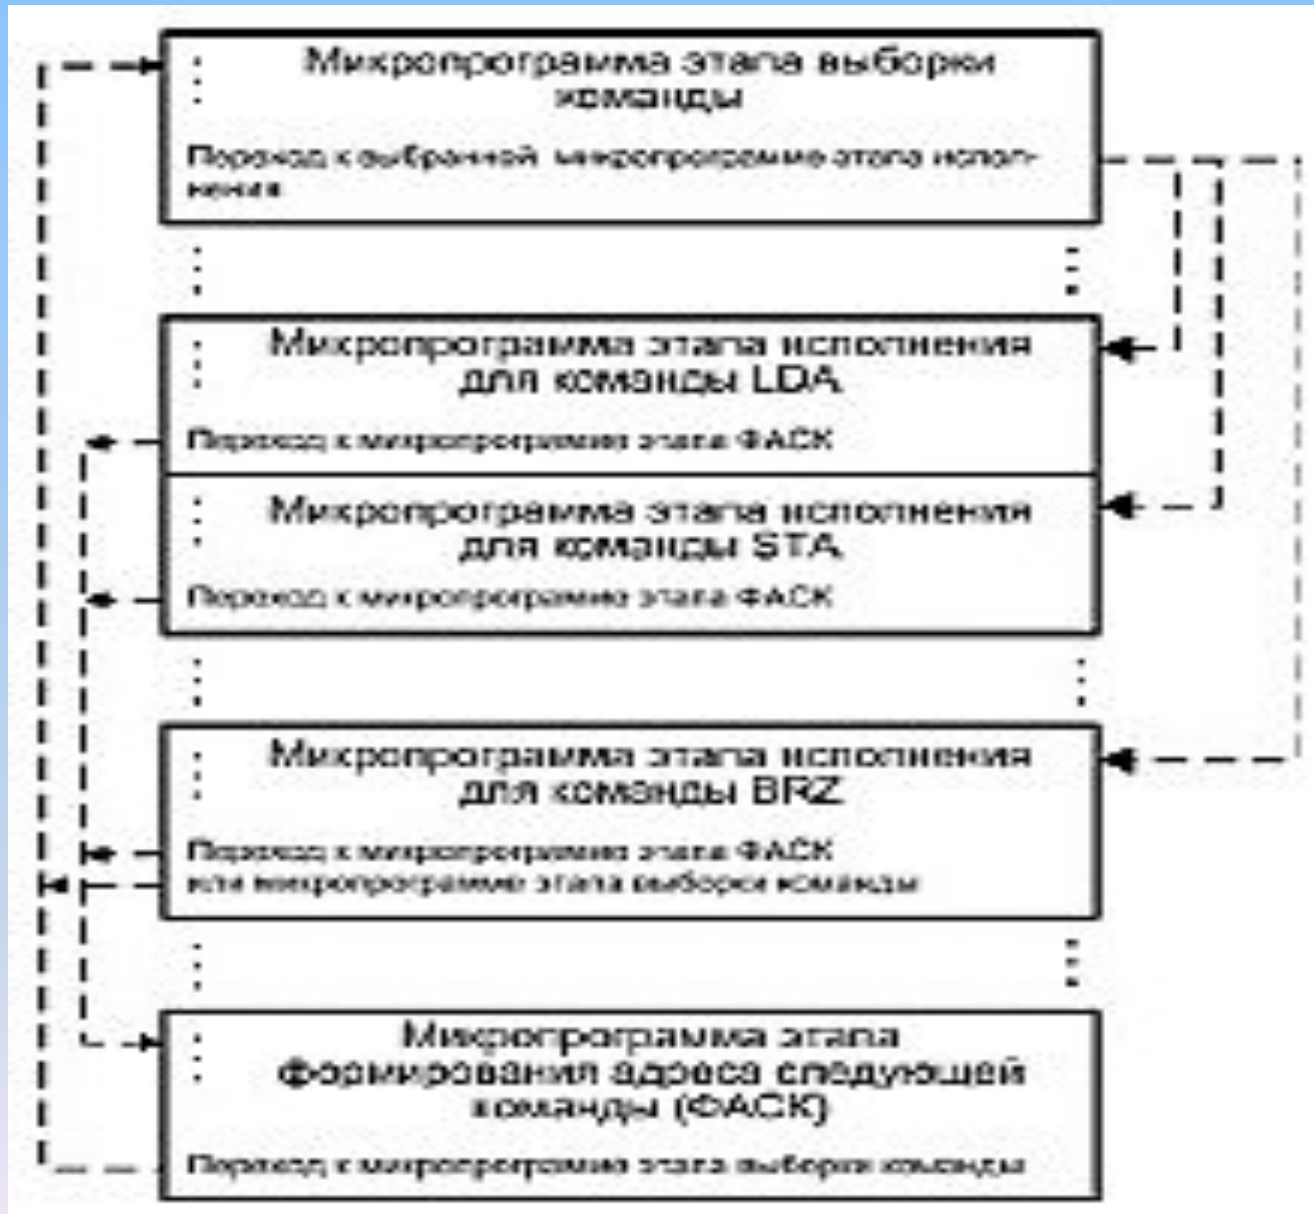 Микропрограмма этапа выборки
команды
Переход к выбранной микропрограмме этапа испол-
нения
Микропрограмма этапа исполнения
для команды LDA
Переход к микропрограмме этапа ФАСК
Микропрограмма этапа исполнения
для команды STA
Переход к микропрограмме этапа ФАСК
Микропрограмма этапа исполнения
для команды BRZ
Переход к микропрограмме этапа ФАСК
или микропрограмме этапа выборки команды
Микропрограмма этапа
формирования адреса следующей
команды (ФАСК)
Переход к микропрограмме этапа выборки команды